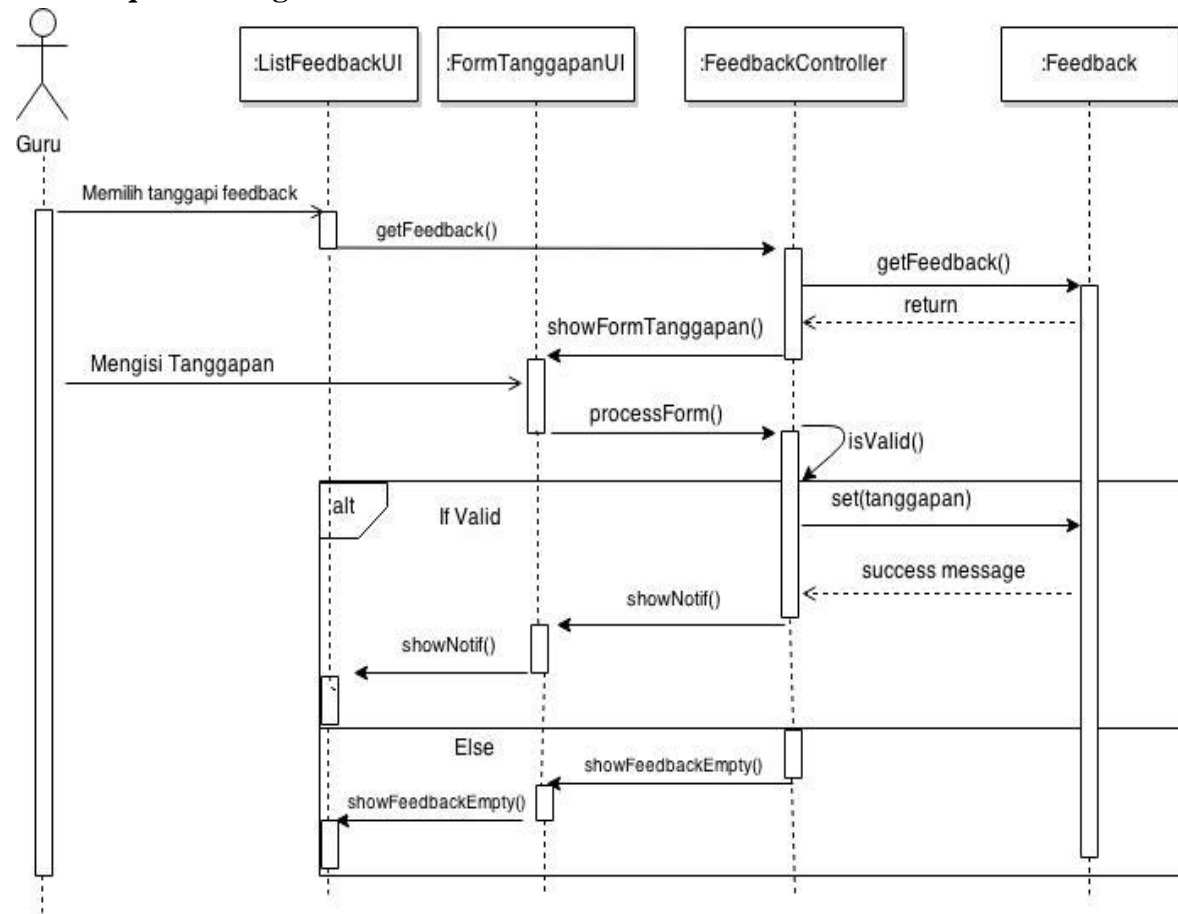 :ListFeedbackUI
:FormTanggapanUI
:FeedbackController
:Feedback
Guru
Memilih tanggapi feedback
getFeedback()
getFeedback()
return
showFormTanggapan()
Mengisi Tanggapan
processForm()
isValid()
alt
If Valid
set(tanggapan)
success message
showNotif()
showNotif()
Else
showFeedbackEmpty()
showFeedbackEmpty()